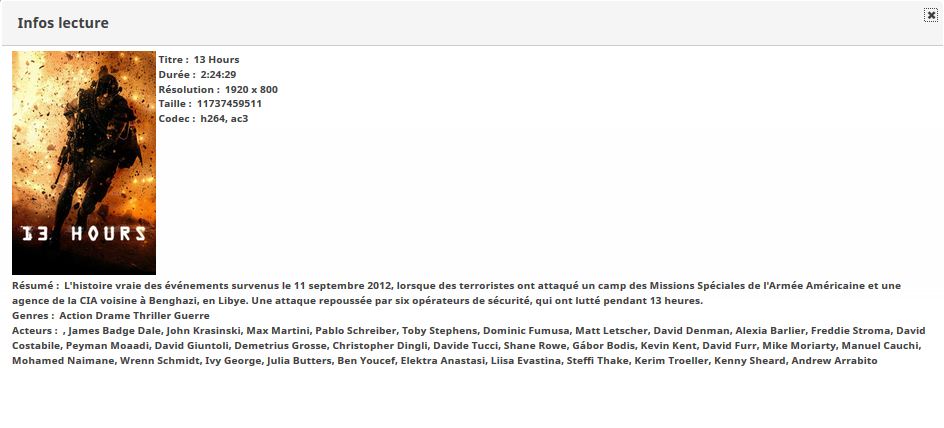 Infos lecture
Titre : 13 Hours
Durée : 2:24:29
Résolution : 1920 x 800
Taille : 11737459511
Codec : h264, ac3
13 HOURS
Résumé : L'histoire vraie des événements survenus le 11 septembre 2012, lorsque des terroristes ont attaqué un camp des Missions Spéciales de l'Armée Américaine et une
agence de la CIA voisine à Benghazi, en Libye. Une attaque repoussée par six opérateurs de sécurité, qui ont lutté pendant 13 heures.
Genres : Action Drame Thriller Guerre
Acteurs : , James Badge Dale, John Krasinski, Max Martini, Pablo Schreiber, Toby Stephens, Dominic Fumusa, Matt Letscher, David Denman, Alexia Barlier, Freddie Stroma, David
Costabile, Peyman Moaadi, David Giuntoli, Demetrius Grosse, Christopher Dingli, Davide Tucci, Shane Rowe, Gábor Bodis, Kevin Kent, David Furr, Mike Moriarty, Manuel Cauchi,
Mohamed Naimane, Wrenn Schmidt, Ivy George, Julia Butters, Ben Youcef, Elektra Anastasi, Liisa Evastina, Steffi Thake, Kerim Troeller, Kenny Sheard, Andrew Arrabito